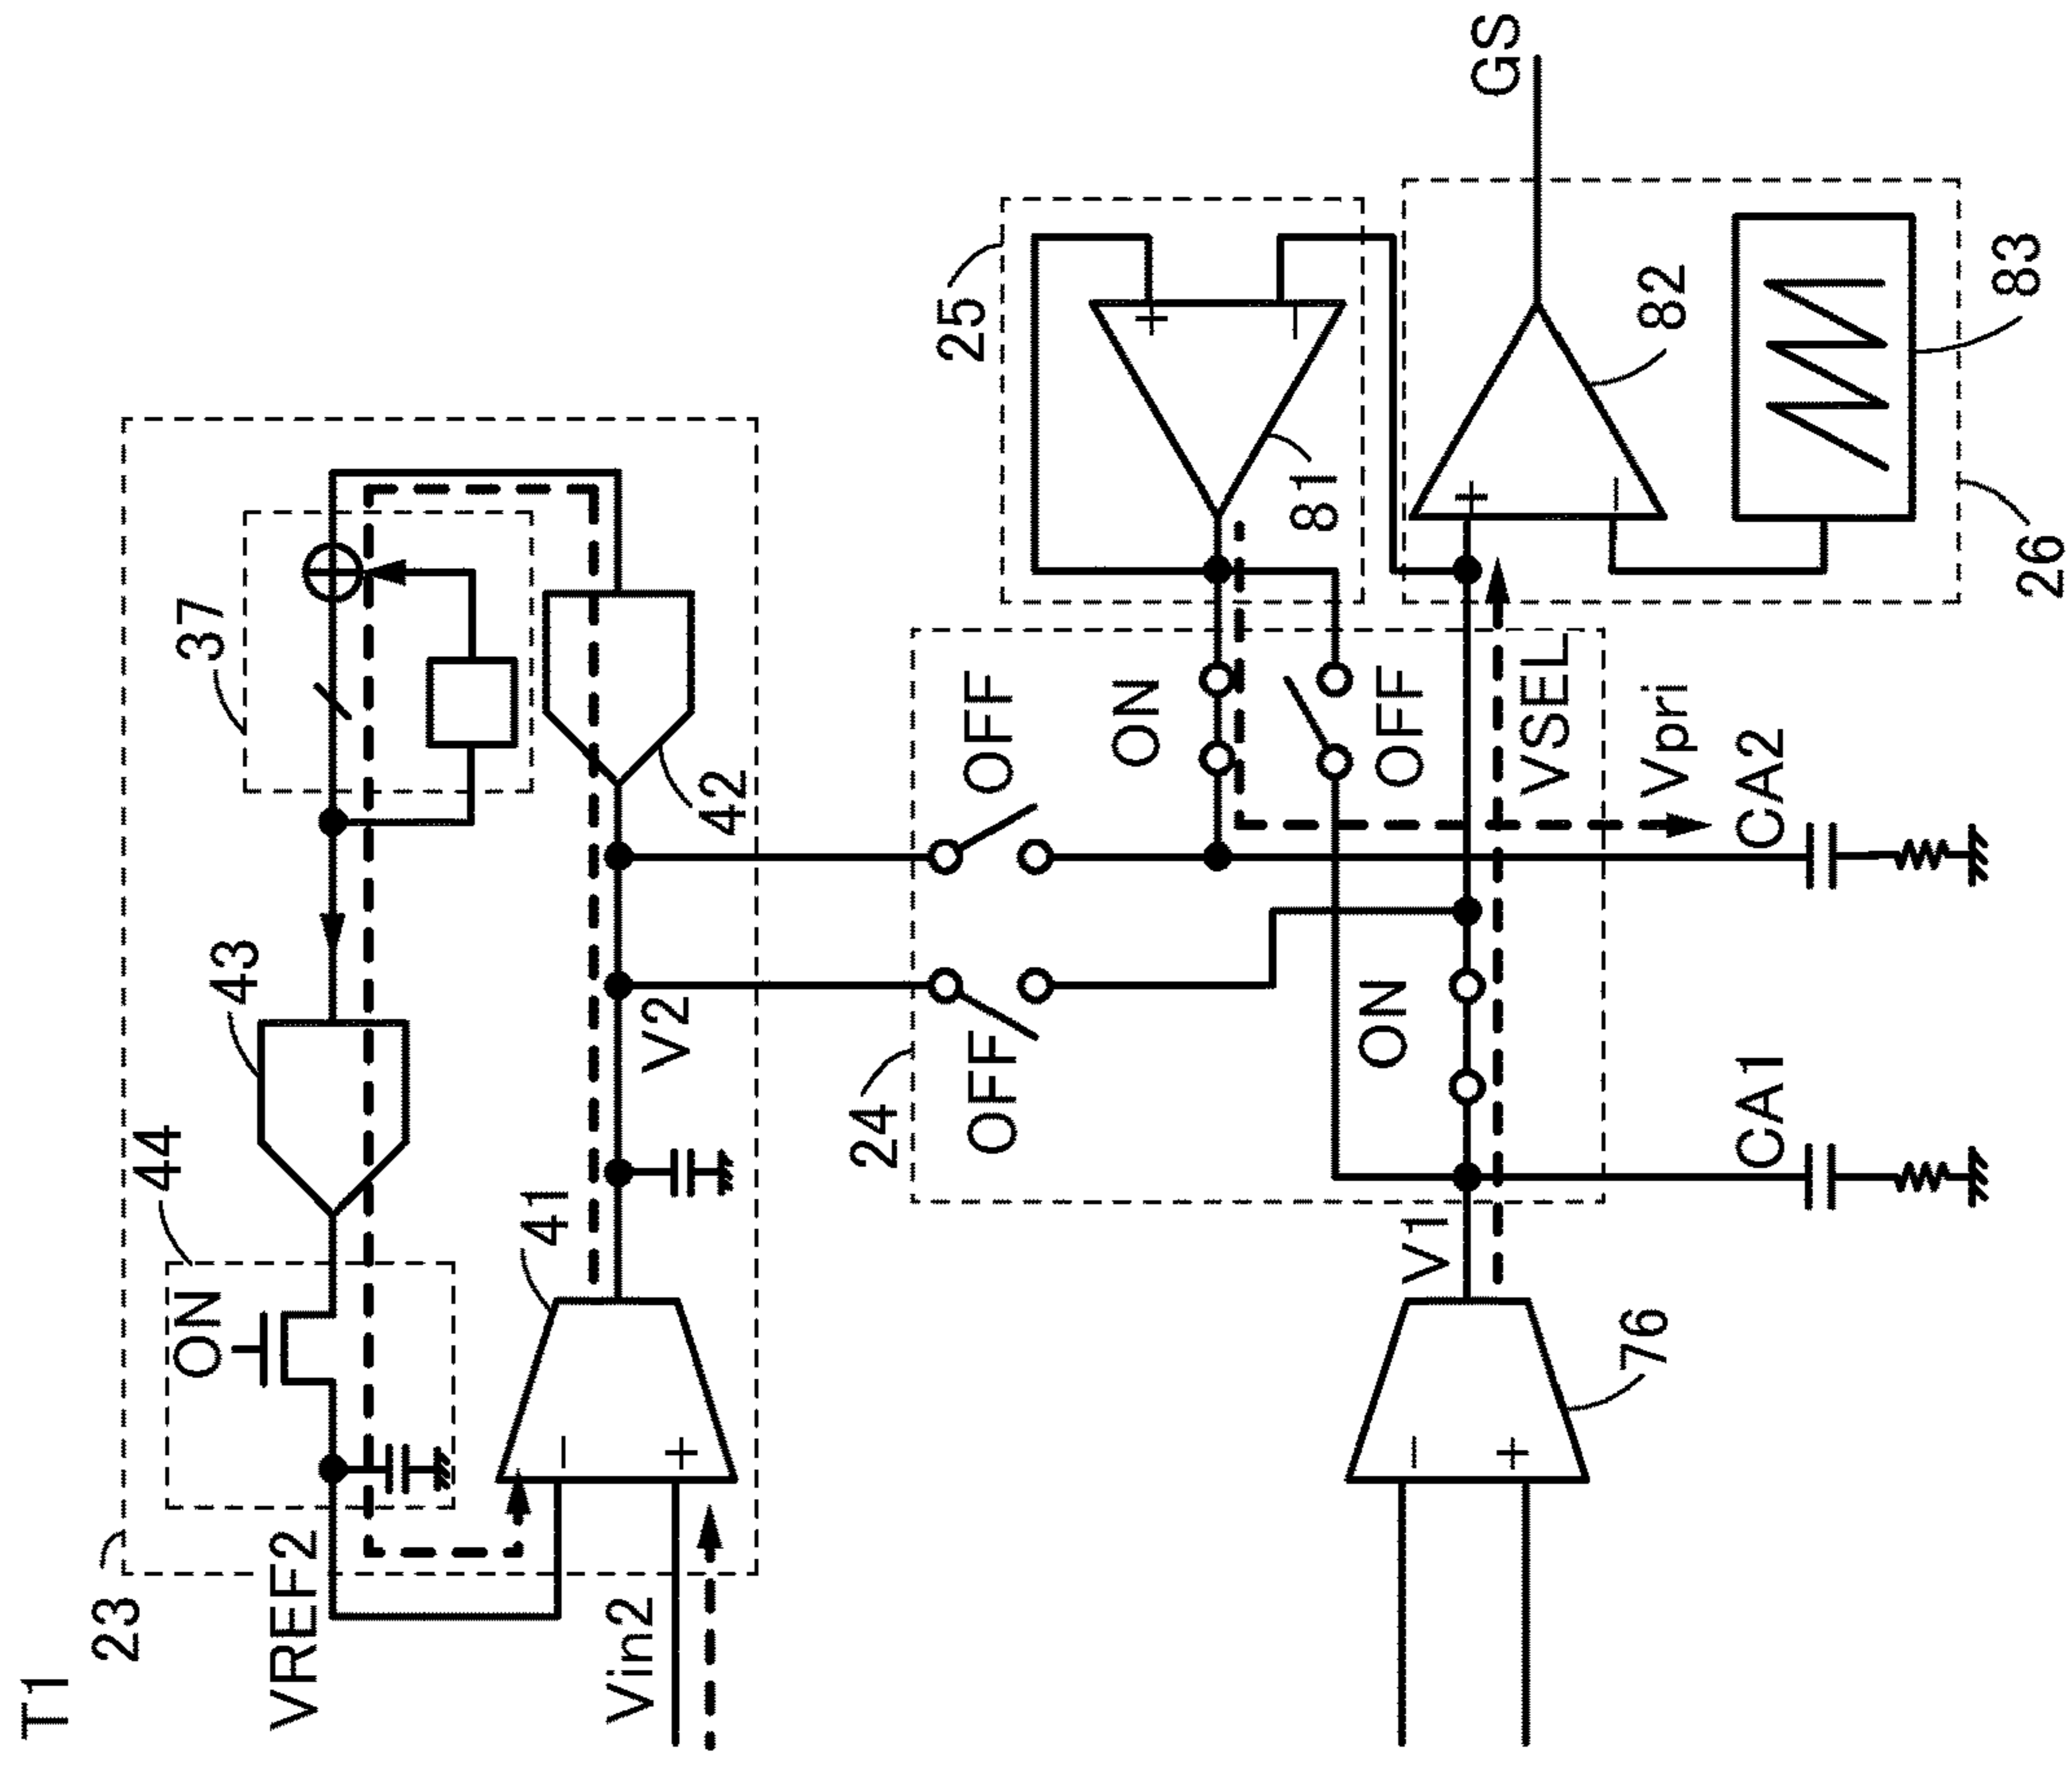 T1
23
44
43
37
ON
VREF2
Vin2
41
42
V2
24
25
OFF
OFF
ON
OFF
81
ON
VSEL
Vpri
V1
76
CA1
CA2
GS
82
83
26
+
−
+
−
−
+
−
+